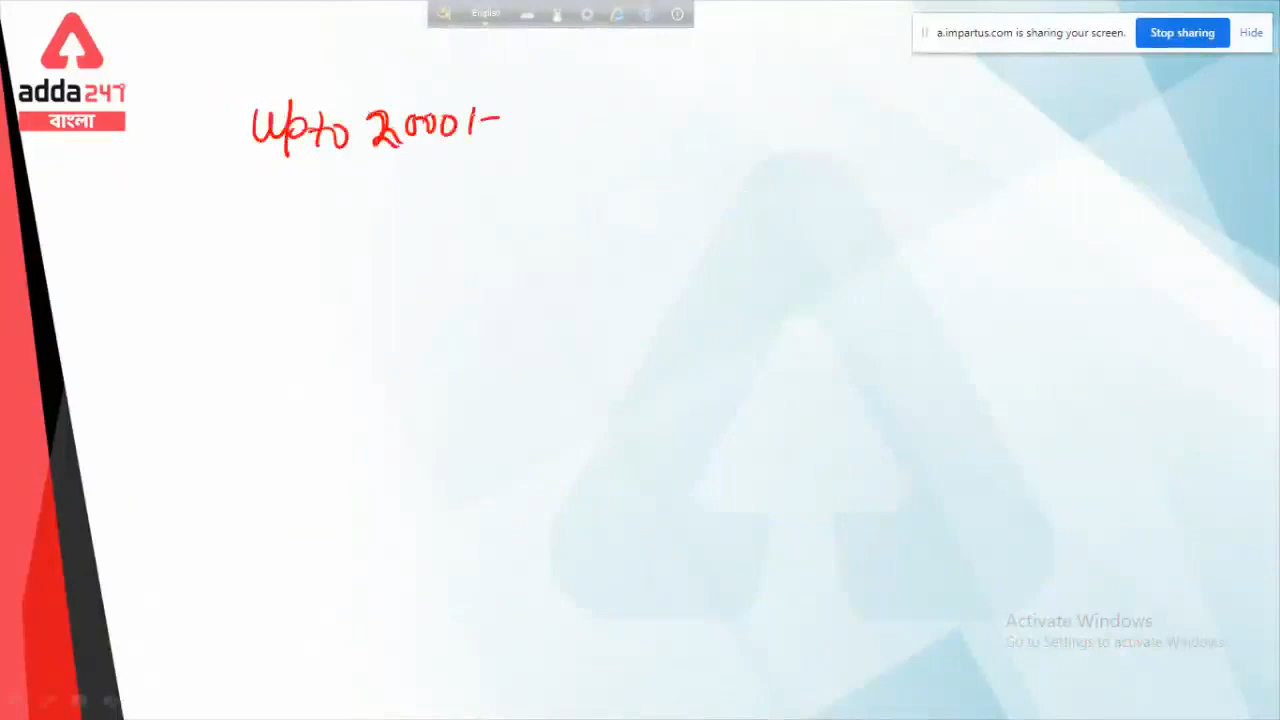 English
a.impartus.com is sharing your screen.
Stop sharing
Hide
adda247
বাংলা
upto 2000/-
Activate Windows
Go to Settings to activate Windows.